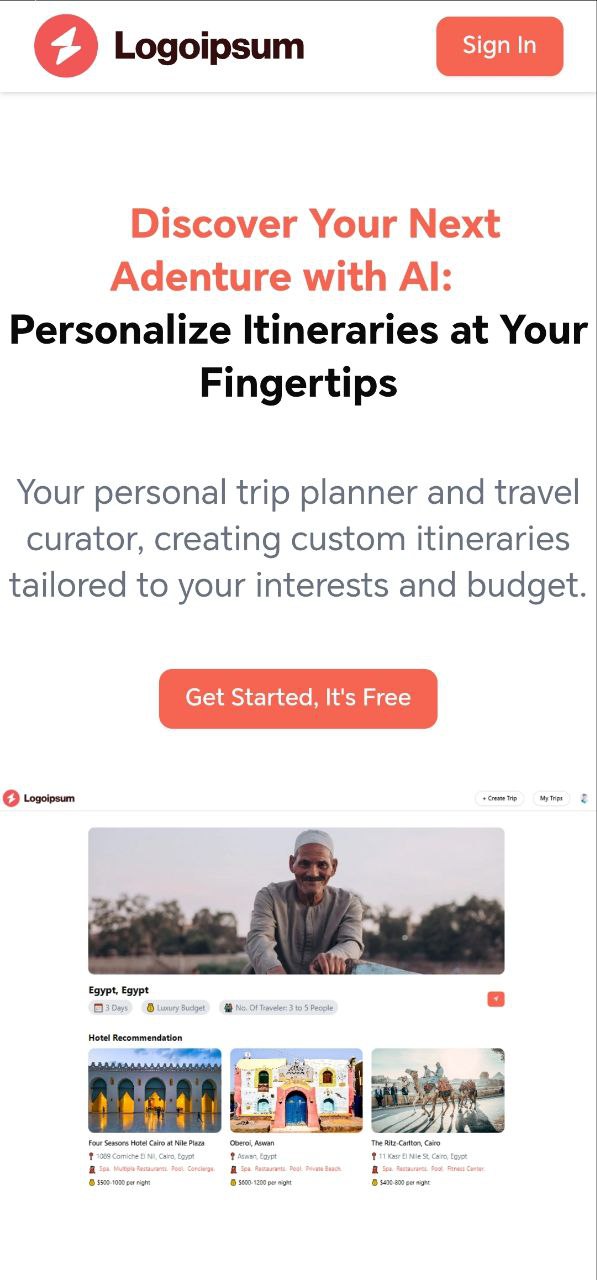 Logoipsum
Sign In
Discover Your Next
Adenture with AI:
Personalize Itineraries at Your
Fingertips
Your personal trip planner and travel
curator, creating custom itineraries
tailored to your interests and budget.
Get Started, It's Free
Logoipsum
+ Create Trip
My Trips
Egypt, Egypt
3 Days
Luxury Budget
No. Of Traveler: 3 to 5 People
Hotel Recommendation
Four Seasons Hotel Cairo at Nile Plaza
Oberoi, Aswan
The Ritz-Carlton, Cairo
1089 Corniche El Nil, Cairo, Egypt
Aswan, Egypt
11 Kasr El Nile St, Cairo, Egypt
Spa. Multiple Restaurants. Pool. Concierge.
Spa. Restaurants. Pool. Private Beach.
Spa. Restaurants. Pool. Fitness Center.
$500-1000 per night
$600-1200 per night
$400-800 per night